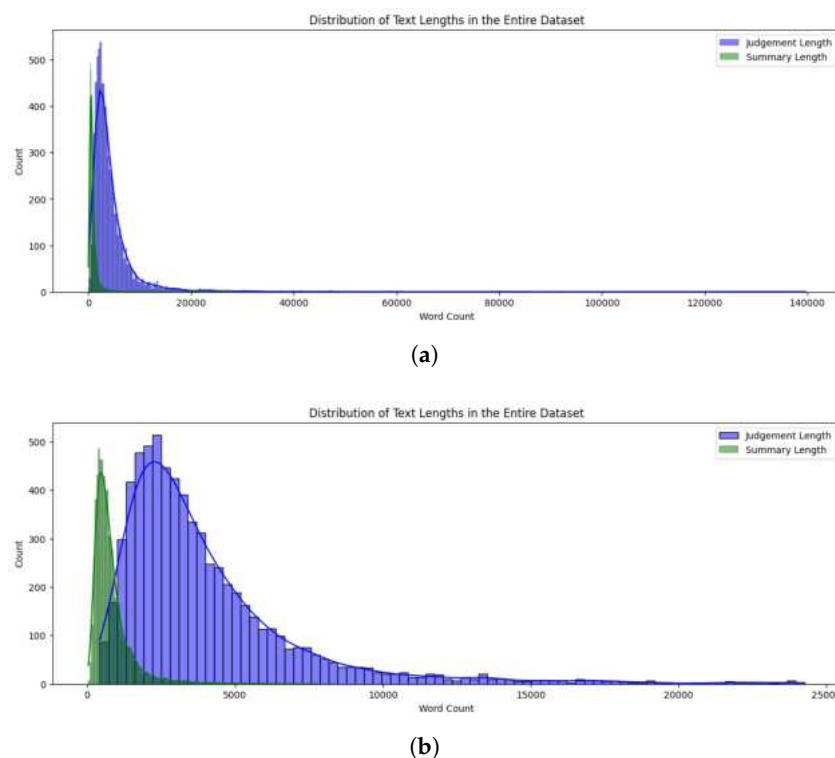 Distribution of Text Lengths in the Entire Dataset
Judgement Length
Summary Length
500
400
300
200
100
0
Count
0 20000 40000 60000 80000 100000 120000 140000
Word Count
(a)
Distribution of Text Lengths in the Entire Dataset
Judgement Length
Summary Length
500
400
300
200
100
0
Count
0 5000 10000 15000 20000 2500
Word Count
(b)